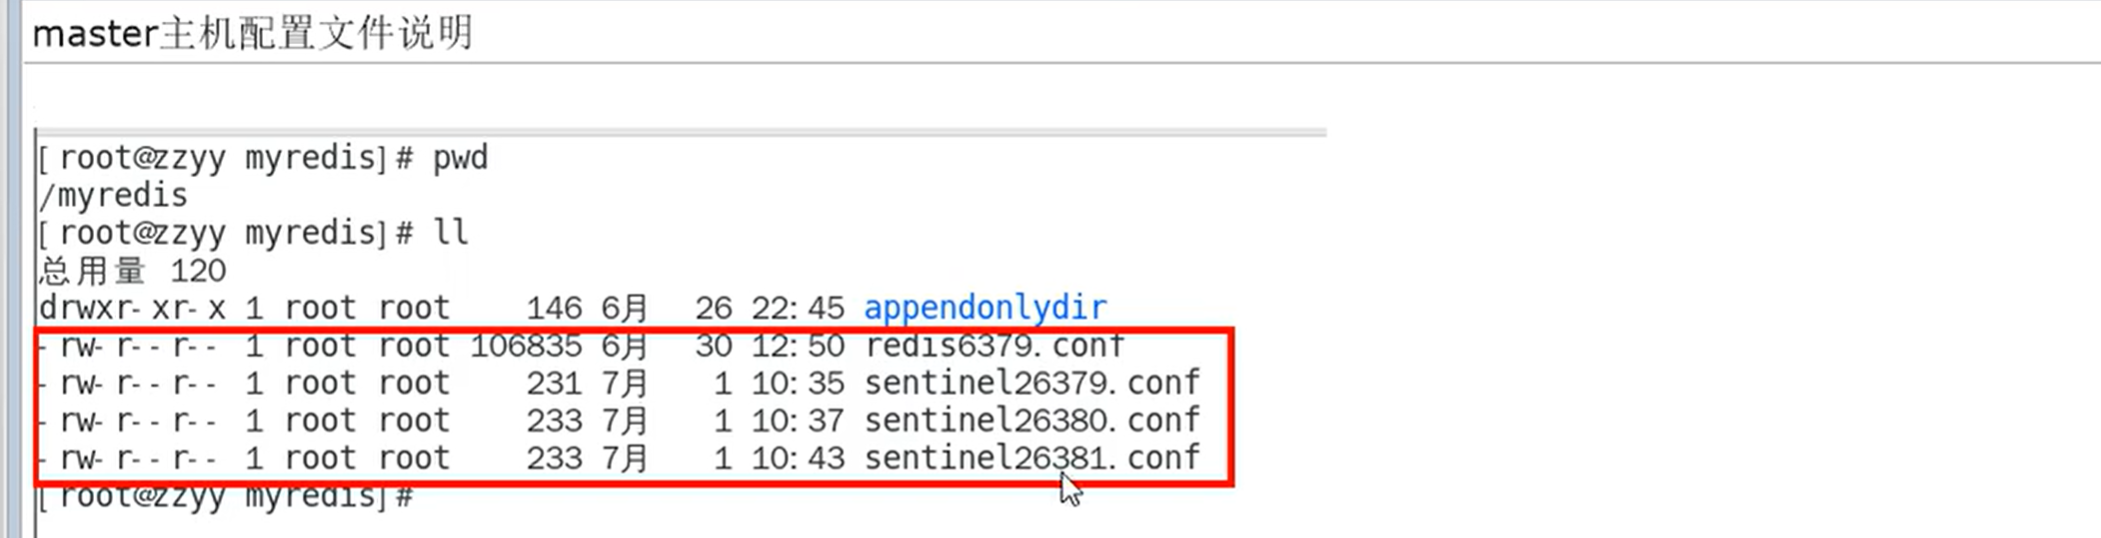 master主机配置文件说明
[root@zzyy myredis]# pwd
/myredis
[root@zzyy myredis]# ll
总用量 120
drwxr-xr-x 1 root root 146 6月 26 22:45 appendonlydir
-rw-r--r-- 1 root root 106835 6月 30 12:50 redis6379.conf
-rw-r--r-- 1 root root 231 7月 1 10:35 sentinel26379.conf
-rw-r--r-- 1 root root 233 7月 1 10:37 sentinel26380.conf
-rw-r--r-- 1 root root 233 7月 1 10:43 sentinel26381.conf
[root@zzyy myredis]#